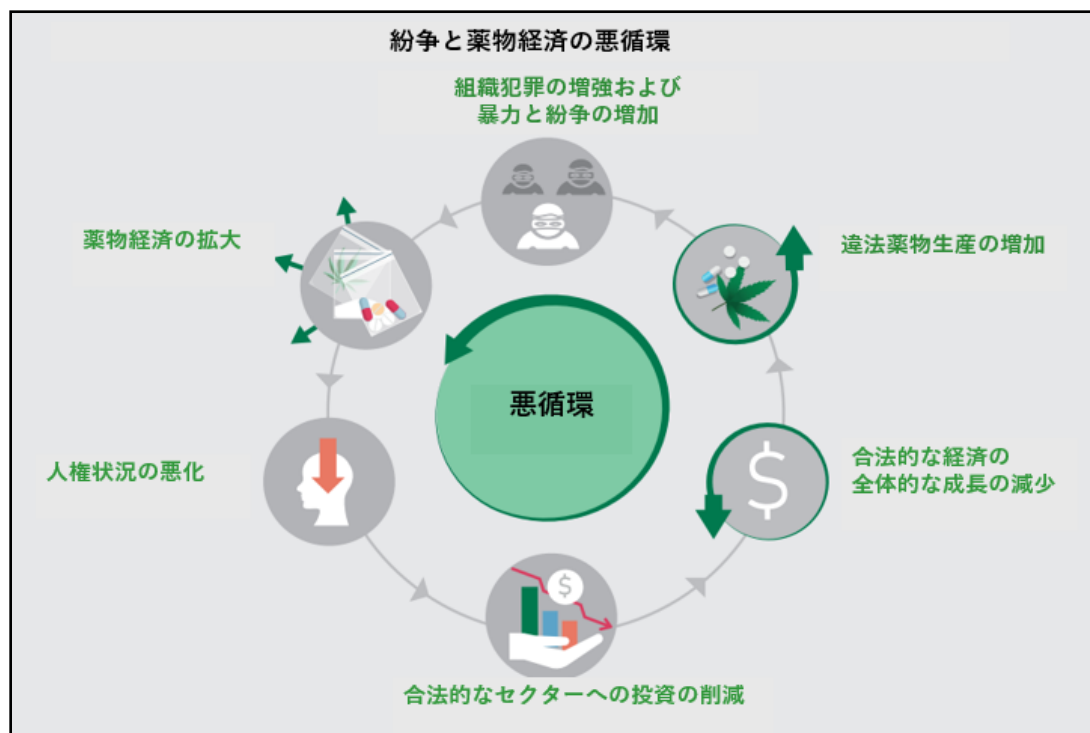 紛争と薬物経済の悪循環
組織犯罪の増強および
暴力と紛争の増加
薬物経済の拡大
違法薬物生産の増加
悪循環
人権状況の悪化
合法的な経済の
全体的な成長の減少
$
$
合法的なセクターへの投資の削減